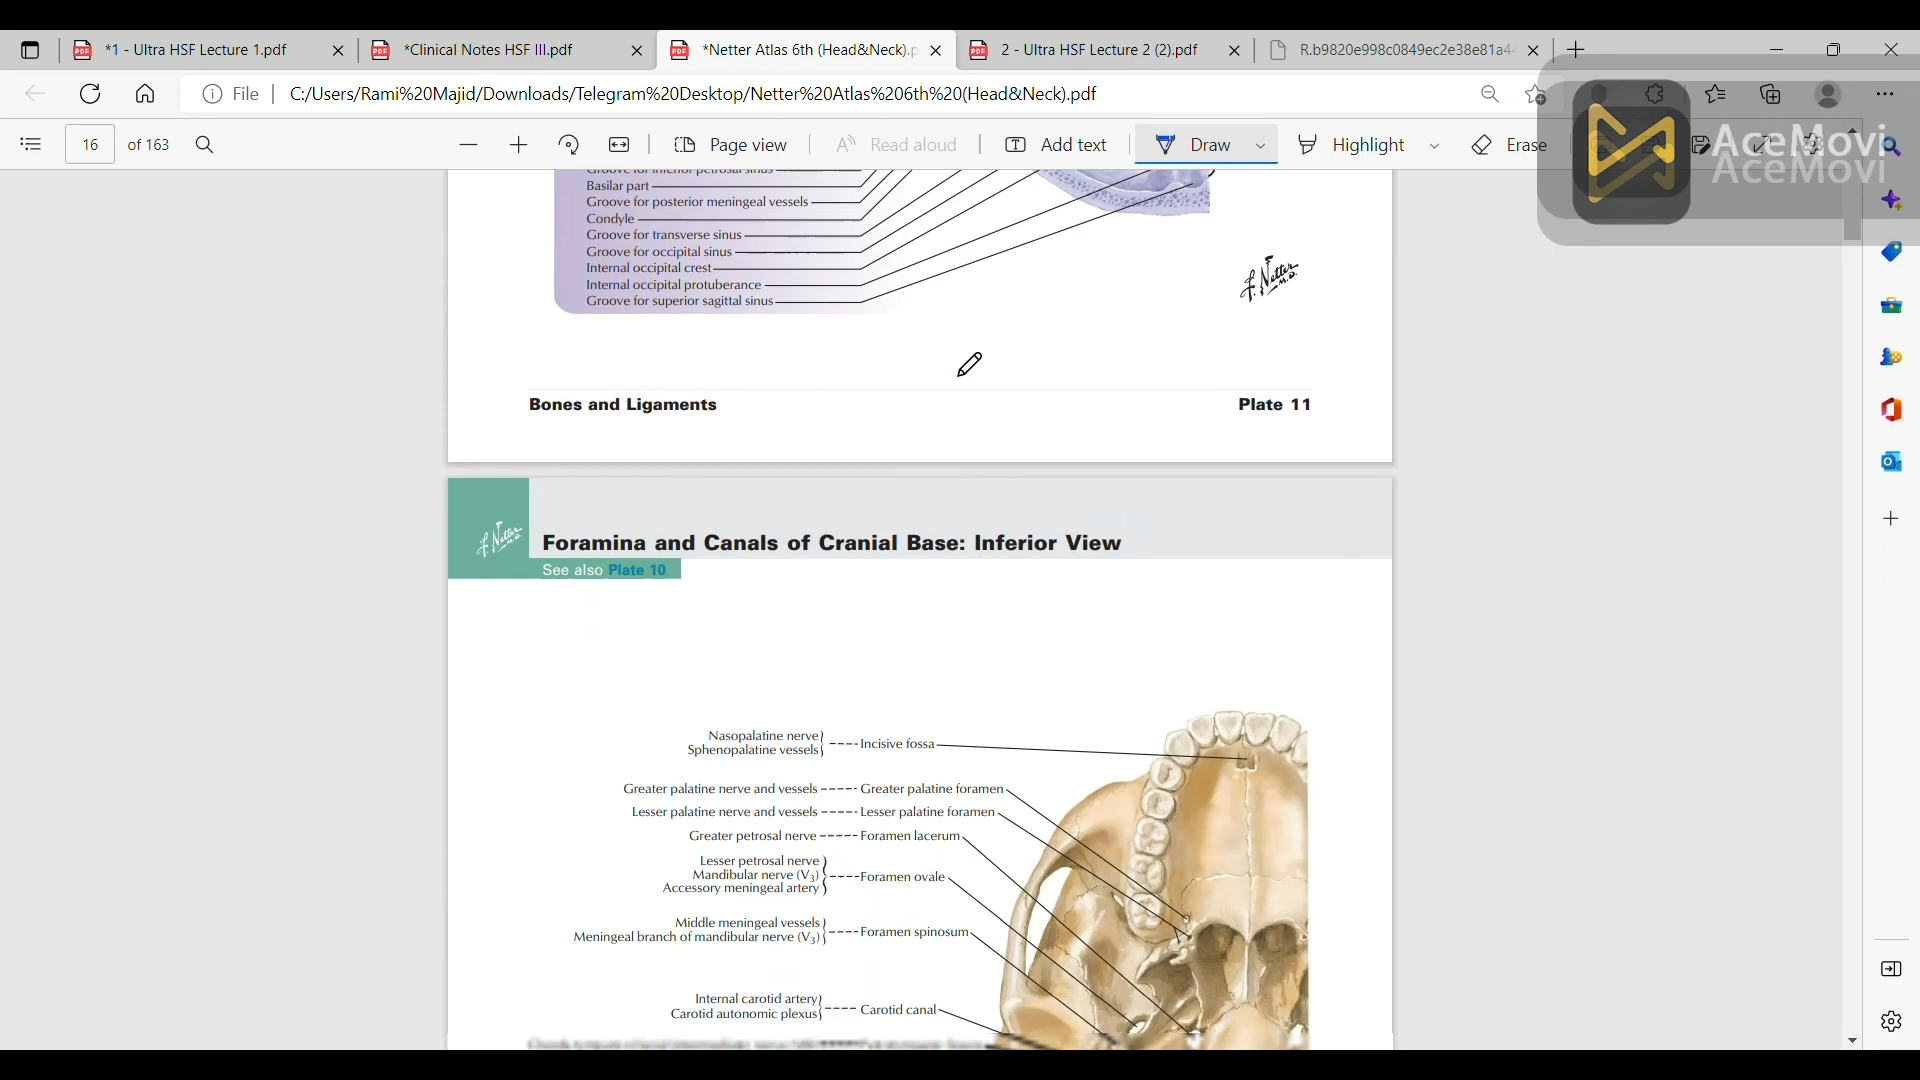 *1 - Ultra HSF Lecture 1.pdf
*Clinical Notes HSF III.pdf
*Netter Atlas 6th (Head&Neck).p
2 - Ultra HSF Lecture 2 (2).pdf
R.b9820e998c0849ec2e38e81a4
File
C:/Users/Rami%20Majid/Downloads/Telegram%20Desktop/Netter%20Atlas%206th%20(Head&Neck).pdf
16 of 163
Page view
Read aloud
Add text
Draw
Highlight
Erase
AceMovi
AceMovi
Groove for inferior petrosal sinus
Basilar part
Groove for posterior meningeal vessels
Condyle
Groove for transverse sinus
Groove for occipital sinus
Internal occipital crest
Internal occipital protuberance
Groove for superior sagittal sinus
F. Netter M.D.
Bones and Ligaments
Plate 11
F. Netter M.D.
Foramina and Canals of Cranial Base: Inferior View
See also Plate 10
Nasopalatine nerve
Sphenopalatine vessels
Incisive fossa
Greater palatine nerve and vessels
Greater palatine foramen
Lesser palatine nerve and vessels
Lesser palatine foramen
Greater petrosal nerve
Foramen lacerum
Lesser petrosal nerve
Mandibular nerve (V3)
Accessory meningeal artery
Foramen ovale
Middle meningeal vessels
Meningeal branch of mandibular nerve (V3)
Foramen spinosum
Internal carotid artery
Carotid autonomic plexus
Carotid canal